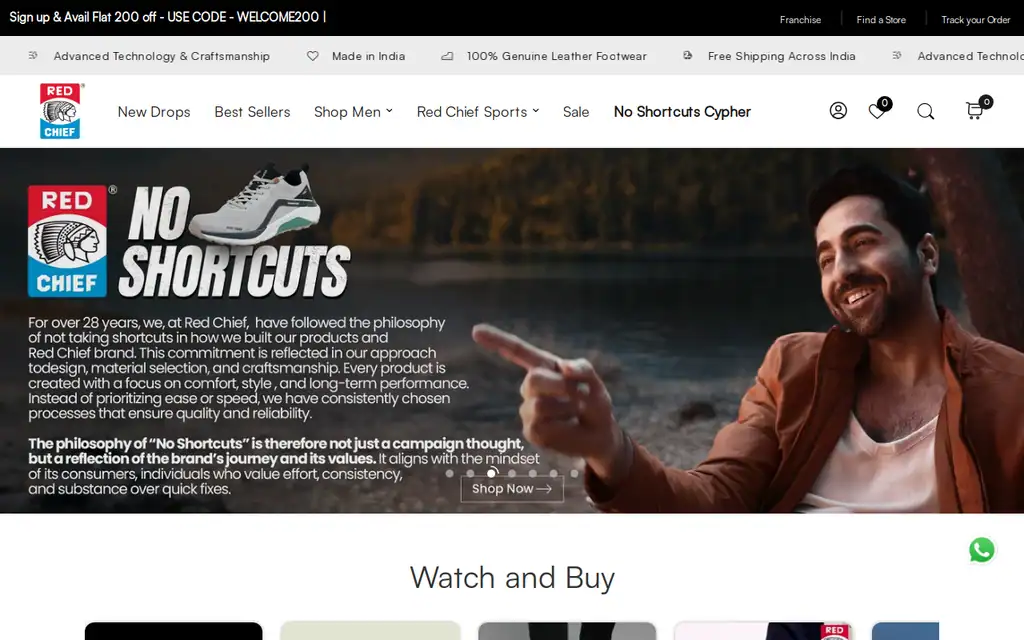 Sign up & Avail Flat 200 off - USE CODE - WELCOME200 |
Franchise
Find a Store
Track your Order
Advanced Technology & Craftsmanship
Made in India
100% Genuine Leather Footwear
Free Shipping Across India
Advanced Technolo
RED
CHIEF
®
New Drops
Best Sellers
Shop Men
Red Chief Sports
Sale
No Shortcuts Cypher
0
0
RED
CHIEF
®
NO
SHORTCUTS
For over 28 years, we, at Red Chief, have followed the philosophy
of not taking shortcuts in how we built our products and
Red Chief brand. This commitment is reflected in our approach
todesign, material selection, and craftsmanship. Every product is
created with a focus on comfort, style , and long-term performance.
Instead of prioritizing ease or speed, we have consistently chosen
processes that ensure quality and reliability.
The philosophy of “No Shortcuts” is therefore not just a campaign thought,
but a reflection of the brand’s journey and its values. It aligns with the mindset
of its consumers, individuals who value effort, consistency,
and substance over quick fixes.
Shop Now
Watch and Buy
RED